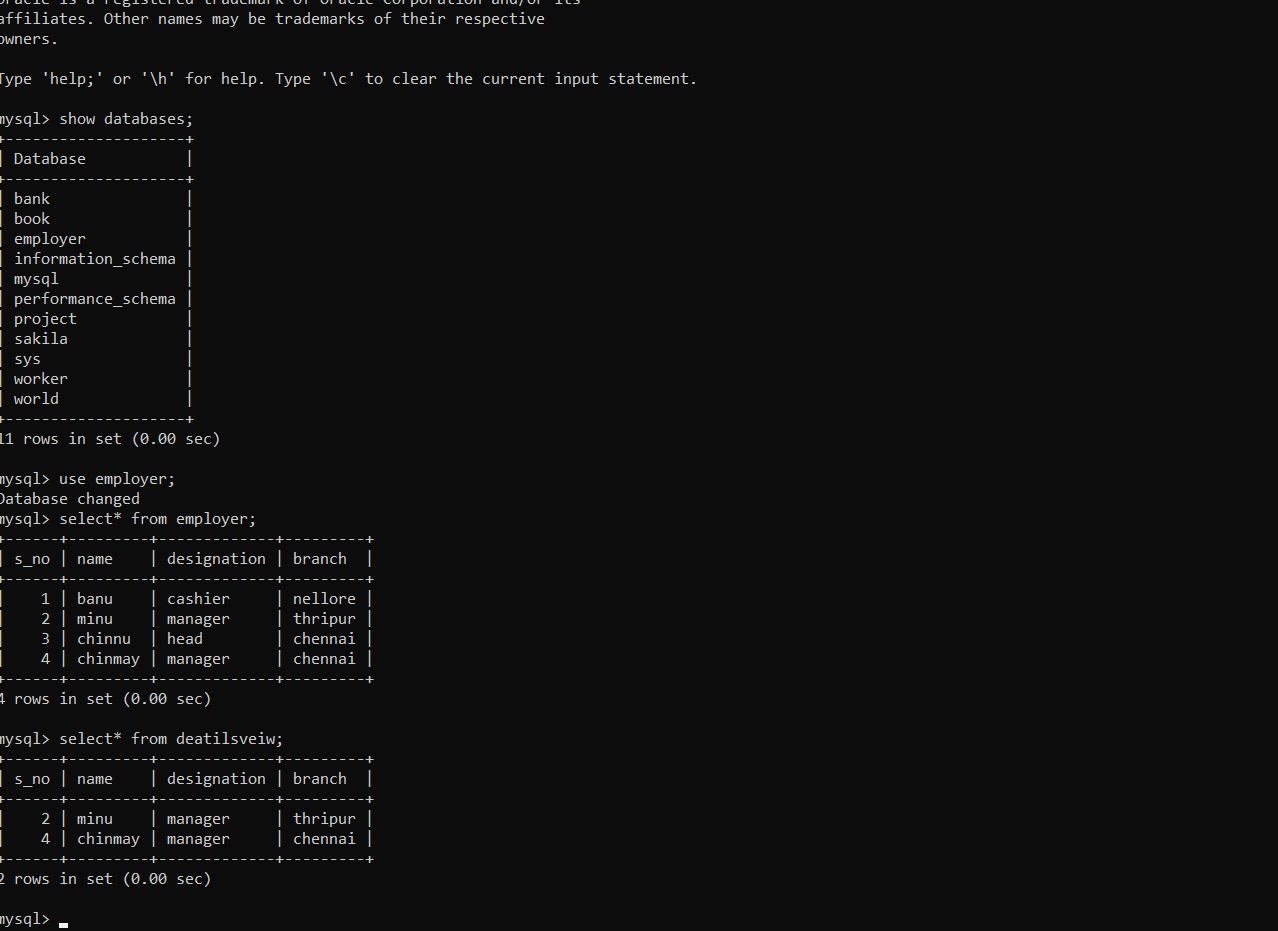 affiliates. Other names may be trademarks of their respective
owners.
Type 'help;' or '\h' for help. Type '\c' to clear the current input statement.
mysql> show databases;
+--------------------+
| Database           |
+--------------------+
| bank               |
| book               |
| employer           |
| information_schema |
| mysql              |
| performance_schema |
| project            |
| sakila             |
| sys                |
| worker             |
| world              |
+--------------------+
11 rows in set (0.00 sec)
mysql> use employer;
Database changed
mysql> select* from employer;
+------+---------+-------------+---------+
| s_no | name    | designation | branch  |
+------+---------+-------------+---------+
|    1 | banu    | cashier     | nellore |
|    2 | minu    | manager     | thripur |
|    3 | chinnu  | head        | chennai |
|    4 | chinmay | manager     | chennai |
+------+---------+-------------+---------+
4 rows in set (0.00 sec)
mysql> select* from deatilsveiw;
+------+---------+-------------+---------+
| s_no | name    | designation | branch  |
+------+---------+-------------+---------+
|    2 | minu    | manager     | thripur |
|    4 | chinmay | manager     | chennai |
+------+---------+-------------+---------+
2 rows in set (0.00 sec)
mysql>